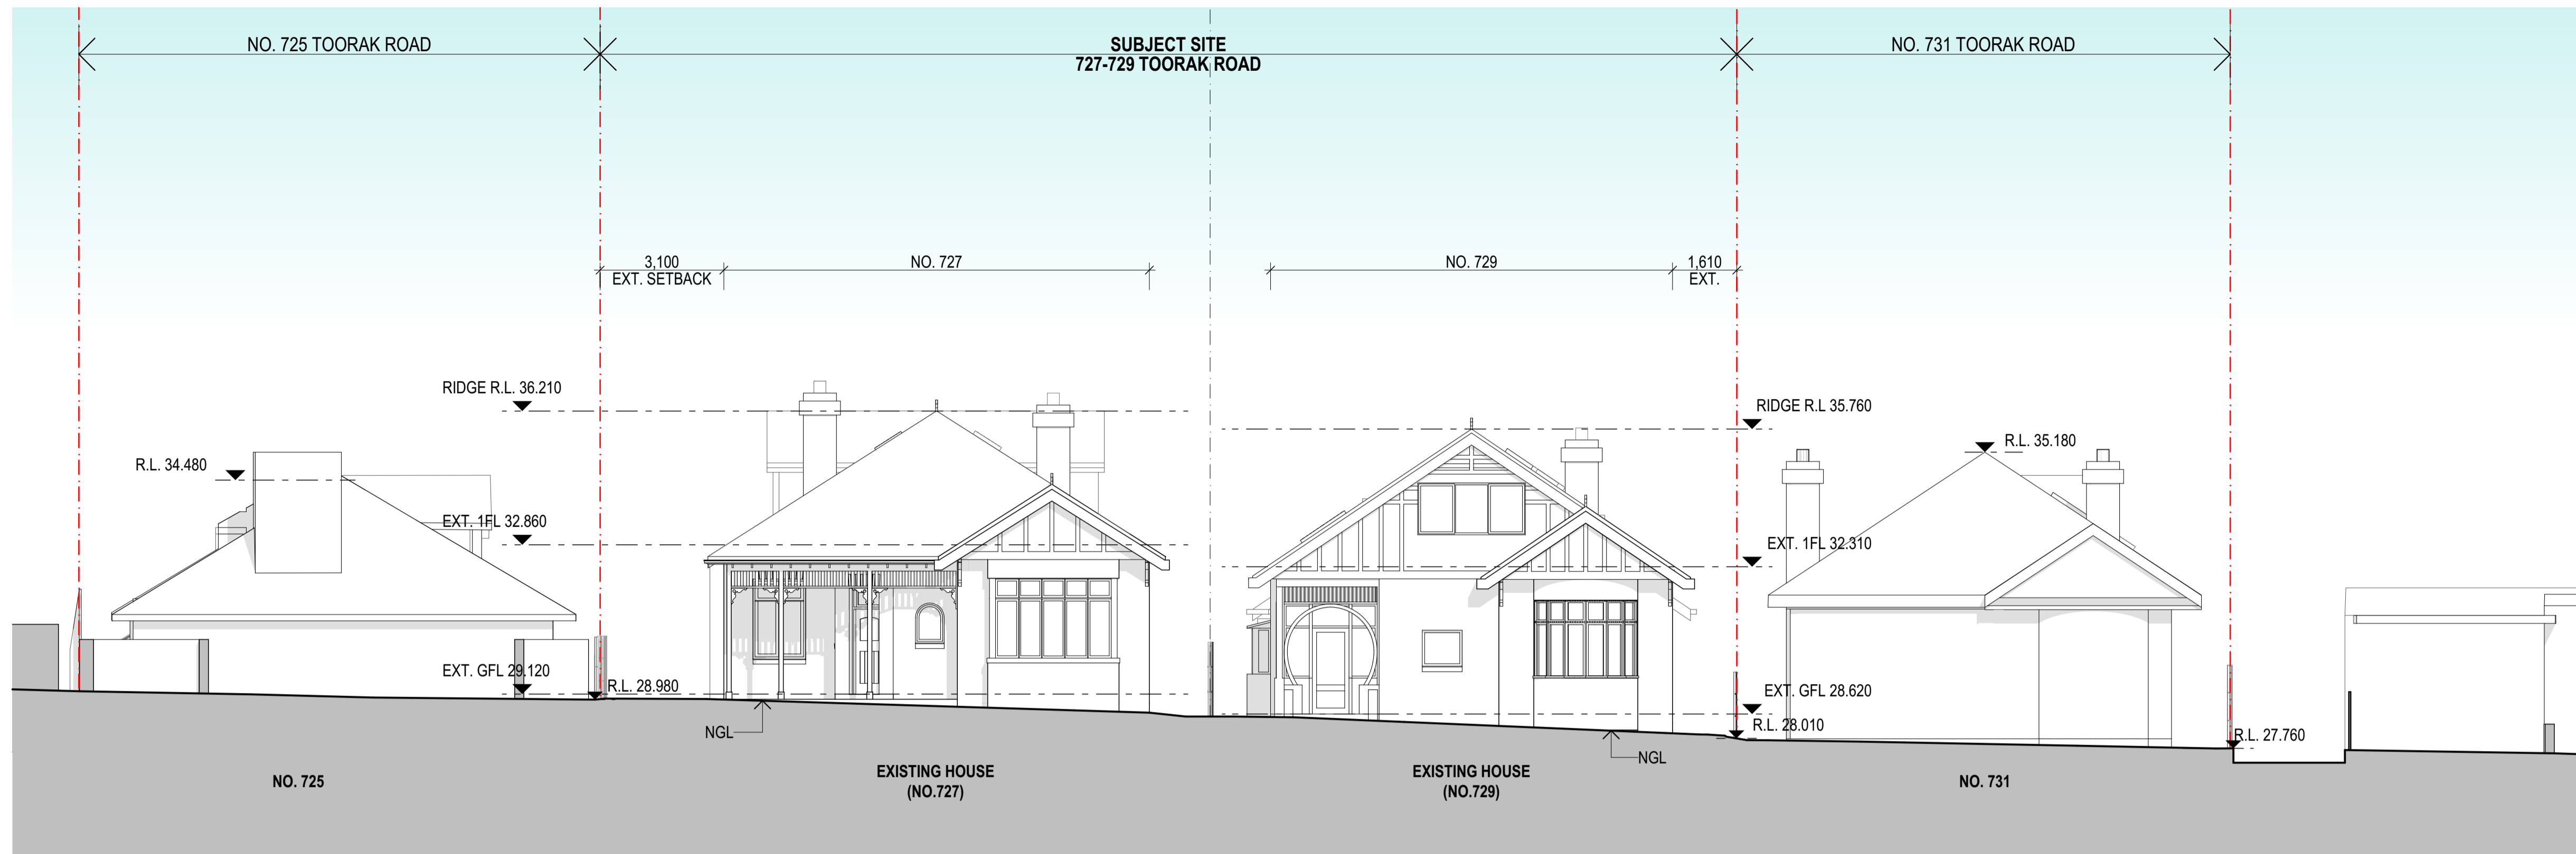 NO. 725 TOORAK ROAD
SUBJECT SITE
727-729 TOORAK ROAD
NO. 731 TOORAK ROAD
3,100
EXT. SETBACK
NO. 727
NO. 729
1,610
EXT.
RIDGE R.L. 36.210
RIDGE R.L 35.760
R.L. 34.480
R.L. 35.180
EXT. 1FL 32.860
EXT. 1FL 32.310
EXT. GFL 29.120
R.L. 28.980
EXT. GFL 28.620
R.L. 28.010
R.L. 27.760
NGL
NGL
NO. 725
EXISTING HOUSE
(NO.727)
EXISTING HOUSE
(NO.729)
NO. 731